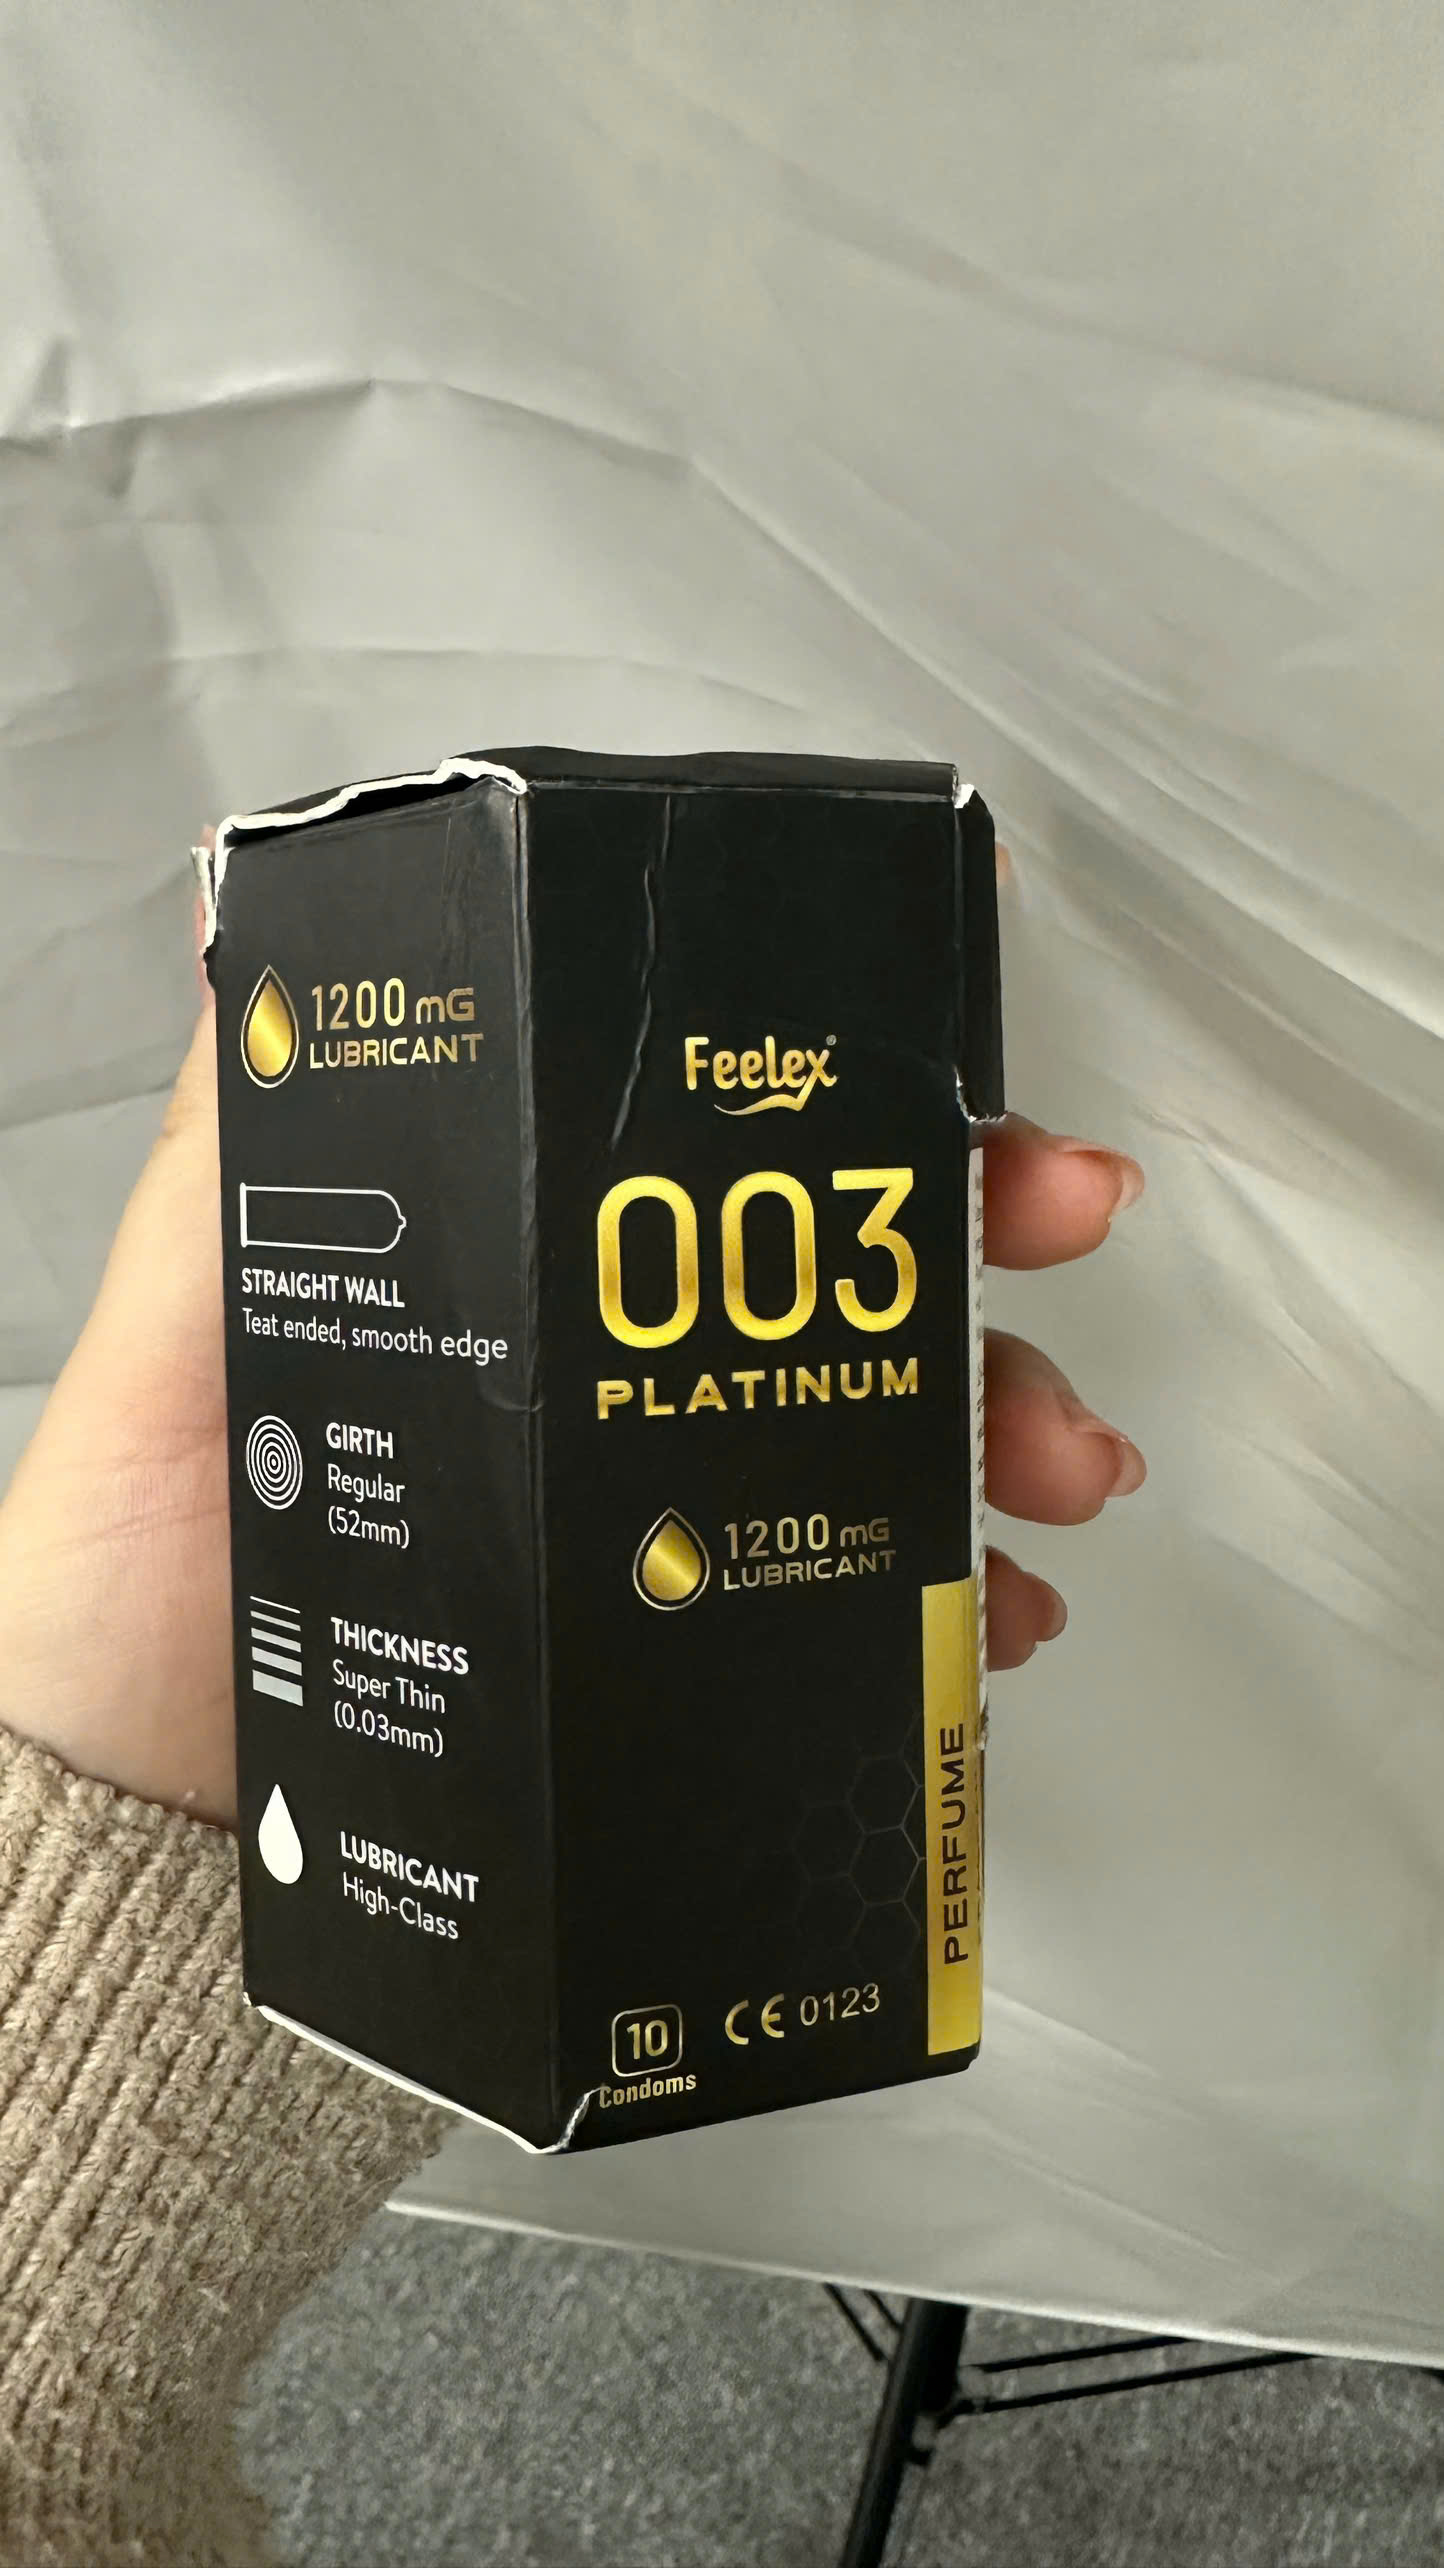 1200 mG
LUBRICANT
STRAIGHT WALL
Teat ended, smooth edge
GIRTH
Regular
(52mm)
THICKNESS
Super Thin
(0.03mm)
LUBRICANT
High-Class
Feelex®
003
PLATINUM
1200 mG
LUBRICANT
PERFUME
10
Condoms
CE 0123